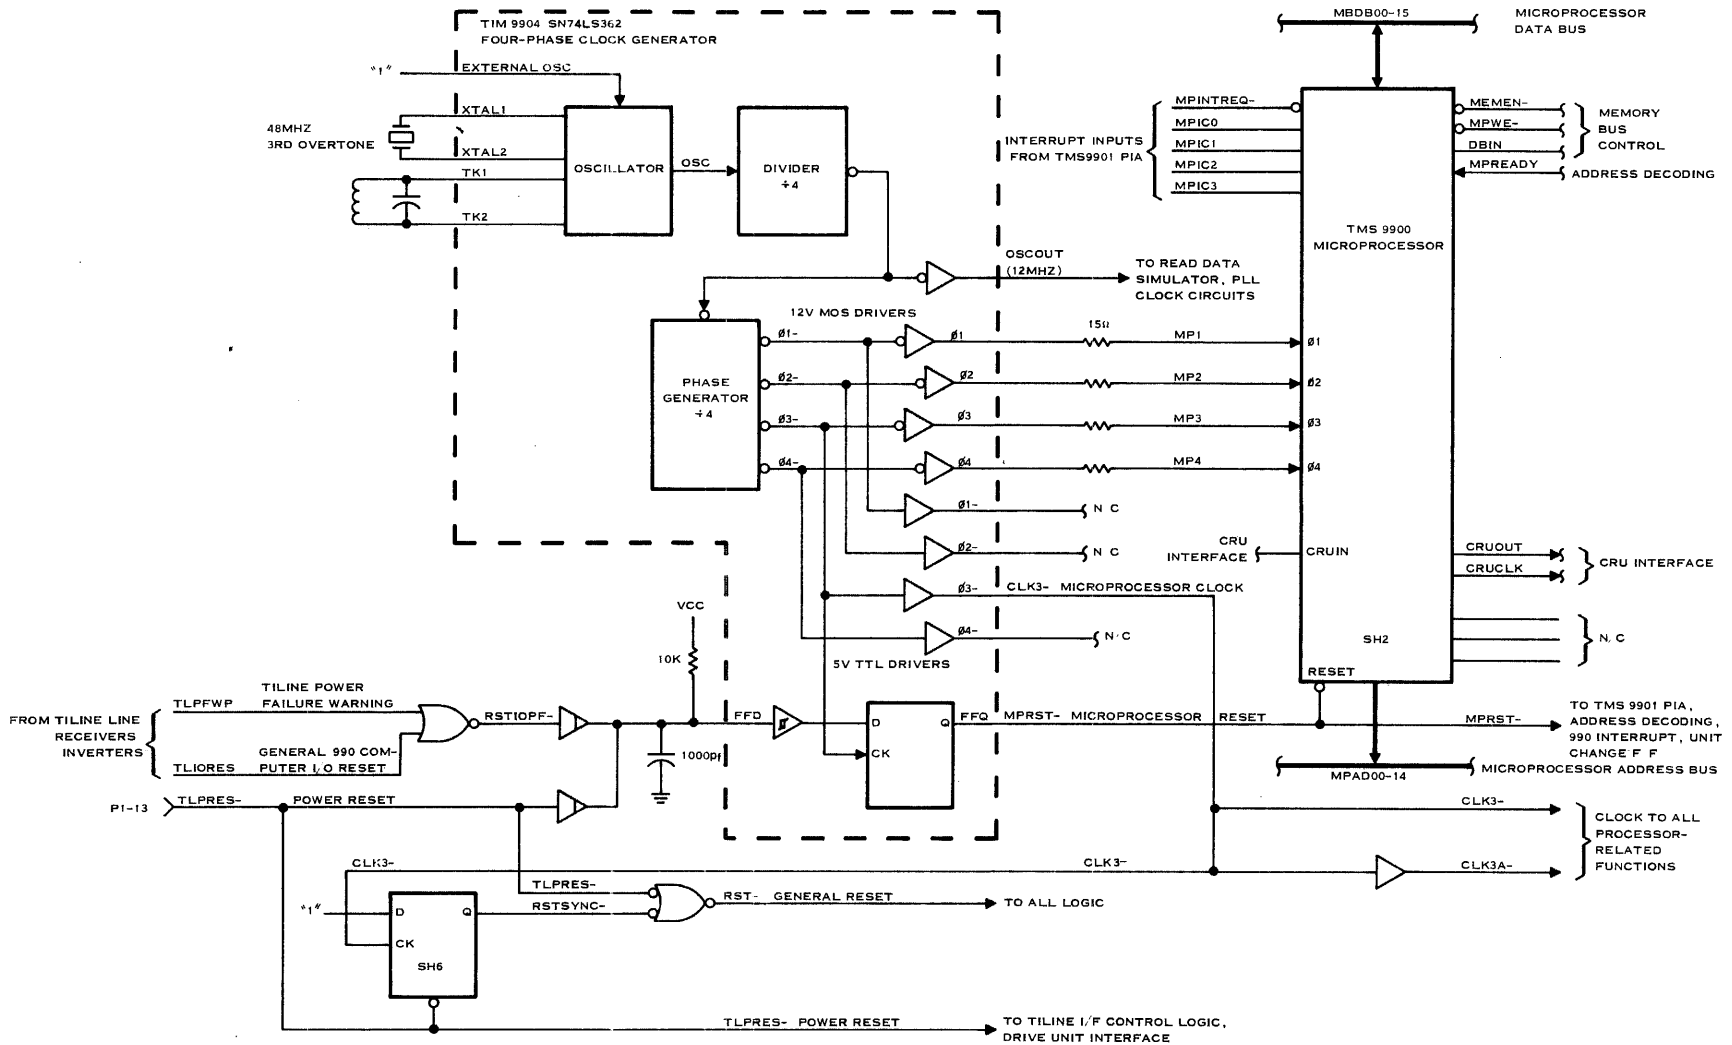 TIM 9904 SN74LS362
FOUR-PHASE CLOCK GENERATOR
MBDB00-15
MICROPROCESSOR
DATA BUS
"1"
EXTERNAL OSC
XTAL1
48MHZ
3RD OVERTONE
XTAL2
TK1
TK2
OSCILLATOR
OSC
DIVIDER
÷4
INTERRUPT INPUTS
FROM TMS9901 PIA
MPINTREQ-
MPIC0
MPIC1
MPIC2
MPIC3
MEMEN-
MPWE-
DBIN
MPREADY
MEMORY
BUS
CONTROL
ADDRESS DECODING
TMS 9900
MICROPROCESSOR
OSCOUT
(12MHZ)
TO READ DATA
SIMULATOR, PLL
CLOCK CIRCUITS
12V MOS DRIVERS
PHASE
GENERATOR
÷4
Ø1-
Ø2-
Ø3-
Ø4-
Ø1
Ø2
Ø3
Ø4
15Ω
MP1
MP2
MP3
MP4
Ø1
Ø2
Ø3
Ø4
Ø1-
N C
Ø2-
N C
Ø3-
CLK3- MICROPROCESSOR CLOCK
Ø4-
N/C
5V TTL DRIVERS
CRU
INTERFACE
CRUIN
CRUOUT
CRUCLK
CRU INTERFACE
N/C
SH2
RESET
VCC
10K
1000pf
FROM TILINE LINE
RECEIVERS
INVERTERS
TLPFWP
TILINE POWER
FAILURE WARNING
RSTIOPF-
GENERAL 990 COM-
TLIORES
PUTER I/O RESET
FFD
D
Q
CK
FFQ
MPRST- MICROPROCESSOR RESET
MPRST-
TO TMS 9901 PIA,
ADDRESS DECODING,
990 INTERRUPT, UNIT
CHANGE F F
MPAD00-14
MICROPROCESSOR ADDRESS BUS
P1-13
TLPRES-
POWER RESET
CLK3-
CLK3-
CLK3-
CLK3A-
CLOCK TO ALL
PROCESSOR-
RELATED
FUNCTIONS
TLPRES-
RSTSYNC-
RST- GENERAL RESET
TO ALL LOGIC
"1"
D
Q
CK
SH6
TLPRES- POWER RESET
TO TILINE I/F CONTROL LOGIC,
DRIVE UNIT INTERFACE